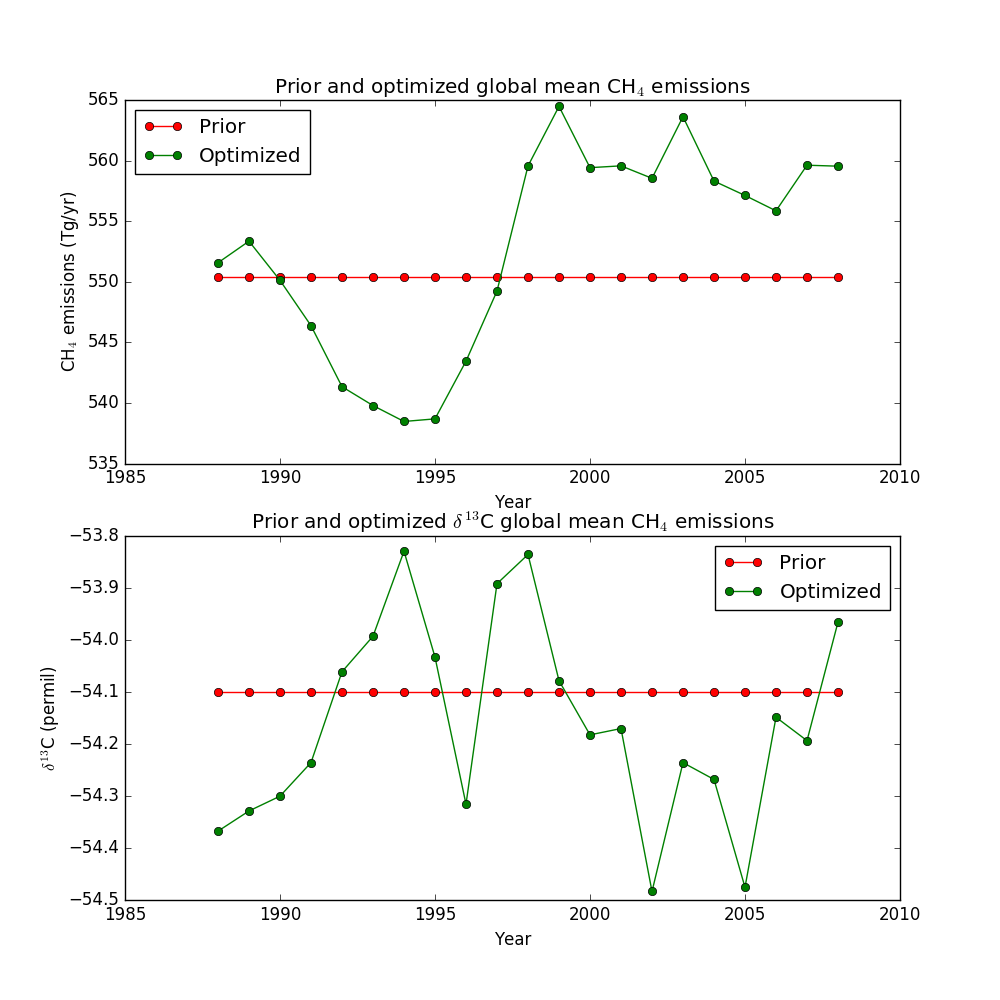 Prior and optimized global mean CH₄ emissions
565
560
555
550
545
540
535
CH₄ emissions (Tg/yr)
Prior
Optimized
1985 1990 1995 2000 2005 2010
Year
Prior and optimized δ¹³C global mean CH₄ emissions
−53.8
−53.9
−54.0
−54.1
−54.2
−54.3
−54.4
−54.5
δ¹³C (permil)
Prior
Optimized
1985 1990 1995 2000 2005 2010
Year